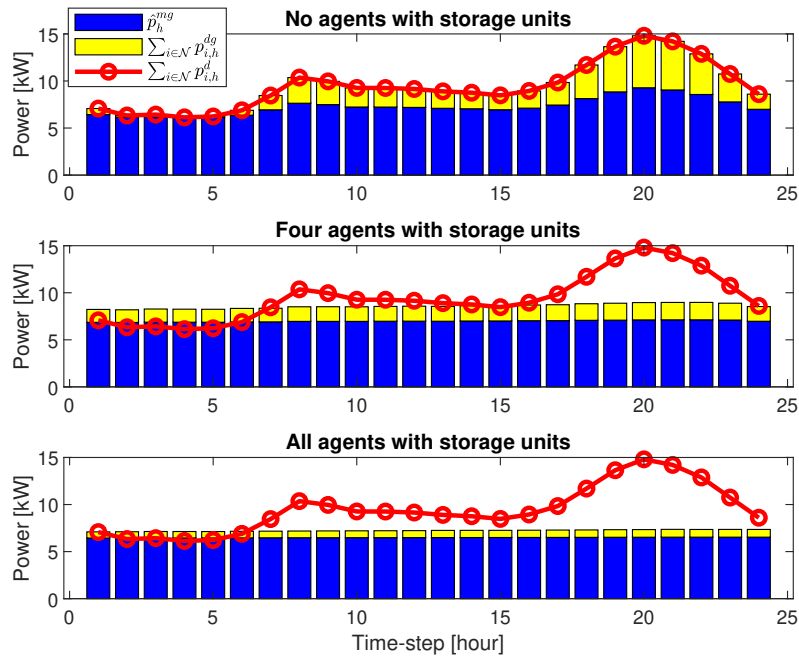 No agents with storage units
Power [kW]
15
10
5
0
p̂_h^{mg}
∑_{i∈𝒩} p_{i,h}^{dg}
∑_{i∈𝒩} p_{i,h}^{d}
0 5 10 15 20 25
Four agents with storage units
Power [kW]
15
10
5
0
0 5 10 15 20 25
All agents with storage units
Power [kW]
15
10
5
0
0 5 10 15 20 25
Time-step [hour]